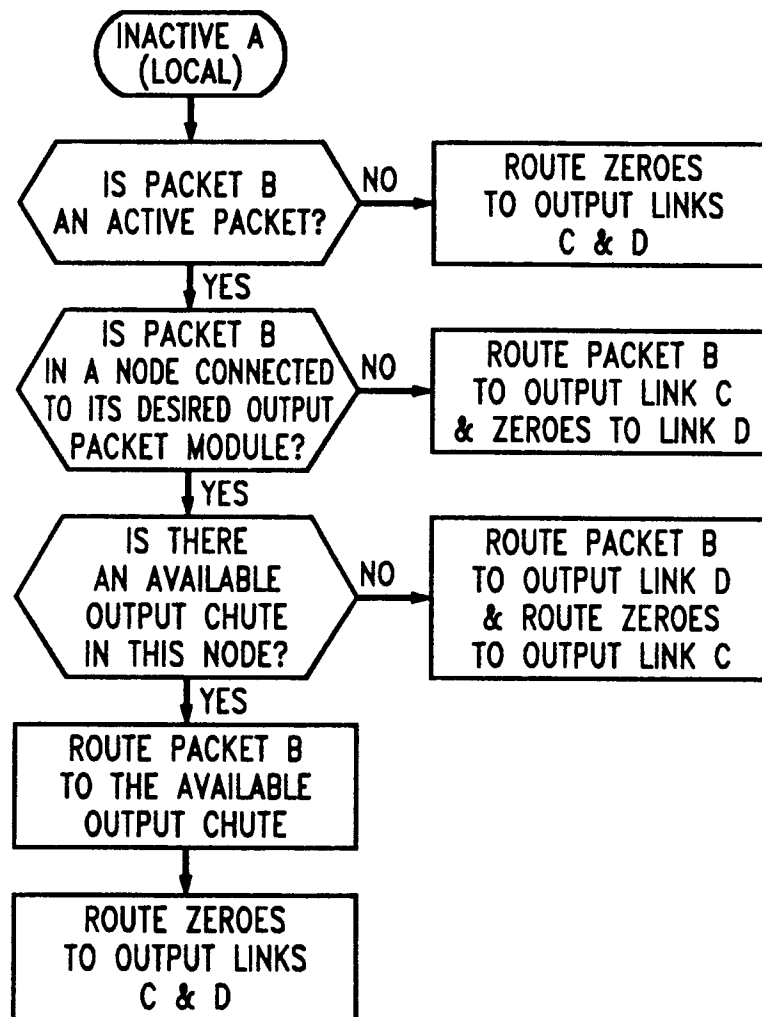 INACTIVE A
(LOCAL)
IS PACKET B
AN ACTIVE PACKET?
NO
ROUTE ZEROES
TO OUTPUT LINKS
C & D
YES
IS PACKET B
IN A NODE CONNECTED
TO ITS DESIRED OUTPUT
PACKET MODULE?
NO
ROUTE PACKET B
TO OUTPUT LINK C
& ZEROES TO LINK D
YES
IS THERE
AN AVAILABLE
OUTPUT CHUTE
IN THIS NODE?
NO
ROUTE PACKET B
TO OUTPUT LINK D
& ROUTE ZEROES
TO OUTPUT LINK C
YES
ROUTE PACKET B
TO THE AVAILABLE
OUTPUT CHUTE
ROUTE ZEROES
TO OUTPUT LINKS
C & D